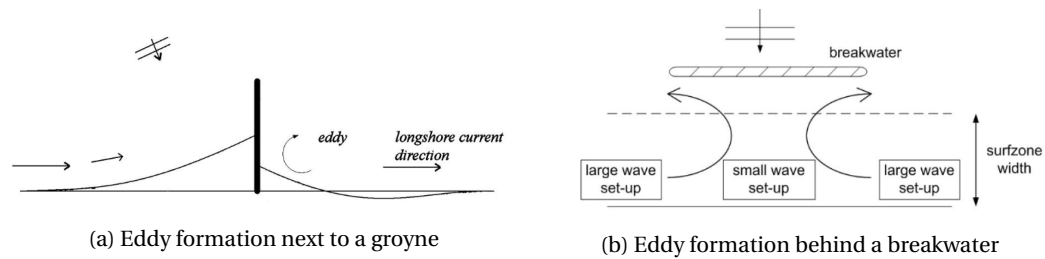 eddy
longshore current
direction
(a) Eddy formation next to a groyne
breakwater
large wave
set-up
small wave
set-up
large wave
set-up
surfzone
width
(b) Eddy formation behind a breakwater